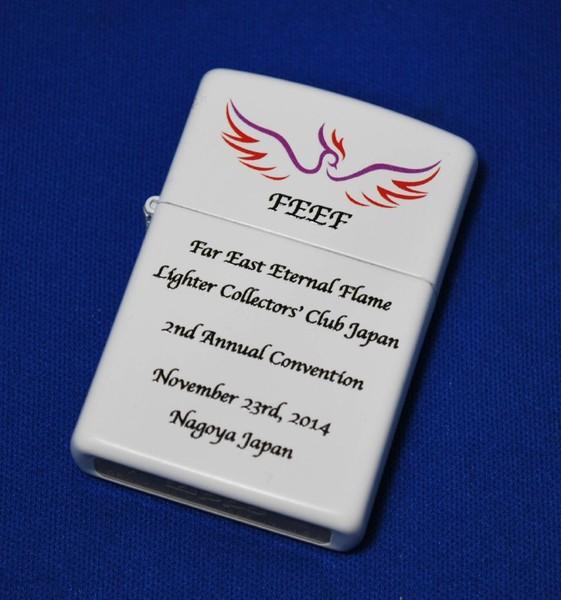 FEEF
Far East Eternal Flame
Lighter Collectors' Club Japan
2nd Annual Convention
November 23rd, 2014
Nagoya Japan